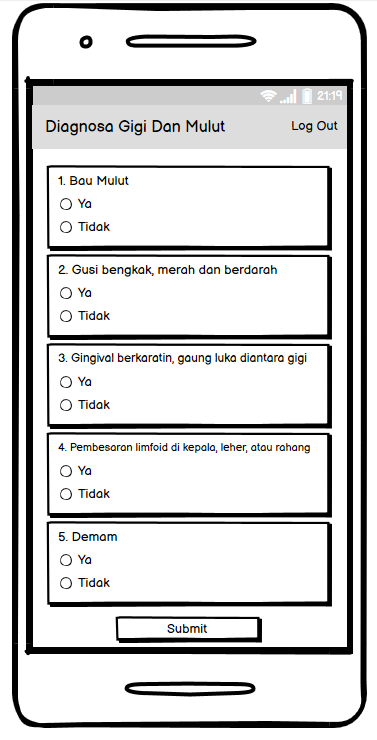 21:19
Diagnosa Gigi Dan Mulut
Log Out
1. Bau Mulut
Ya
Tidak
2. Gusi bengkak, merah dan berdarah
Ya
Tidak
3. Gingival berkaratin, gaung luka diantara gigi
Ya
Tidak
4. Pembesaran limfoid di kepala, leher, atau rahang
Ya
Tidak
5. Demam
Ya
Tidak
Submit